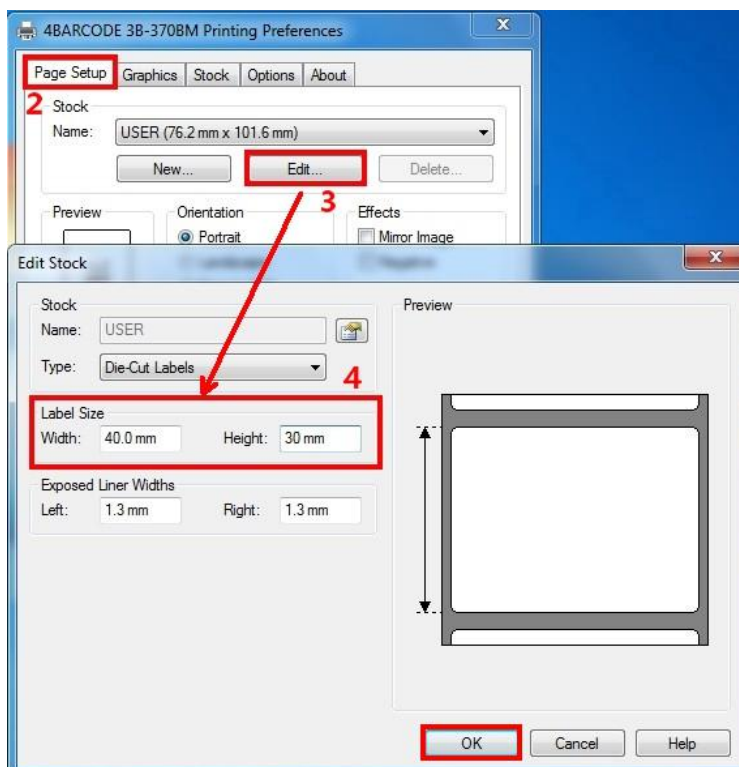 4BARCODE 3B-370BM Printing Preferences
Page Setup Graphics Stock Options About
2
Stock
Name: USER (76.2 mm x 101.6 mm)
New... Edit... Delete...
3
Preview Orientation Effects
Portrait Mirror Image
Edit Stock
Stock
Name: USER
Type: Die-Cut Labels
4
Label Size
Width: 40.0 mm Height: 30 mm
Exposed Liner Widths
Left: 1.3 mm Right: 1.3 mm
Preview
OK Cancel Help